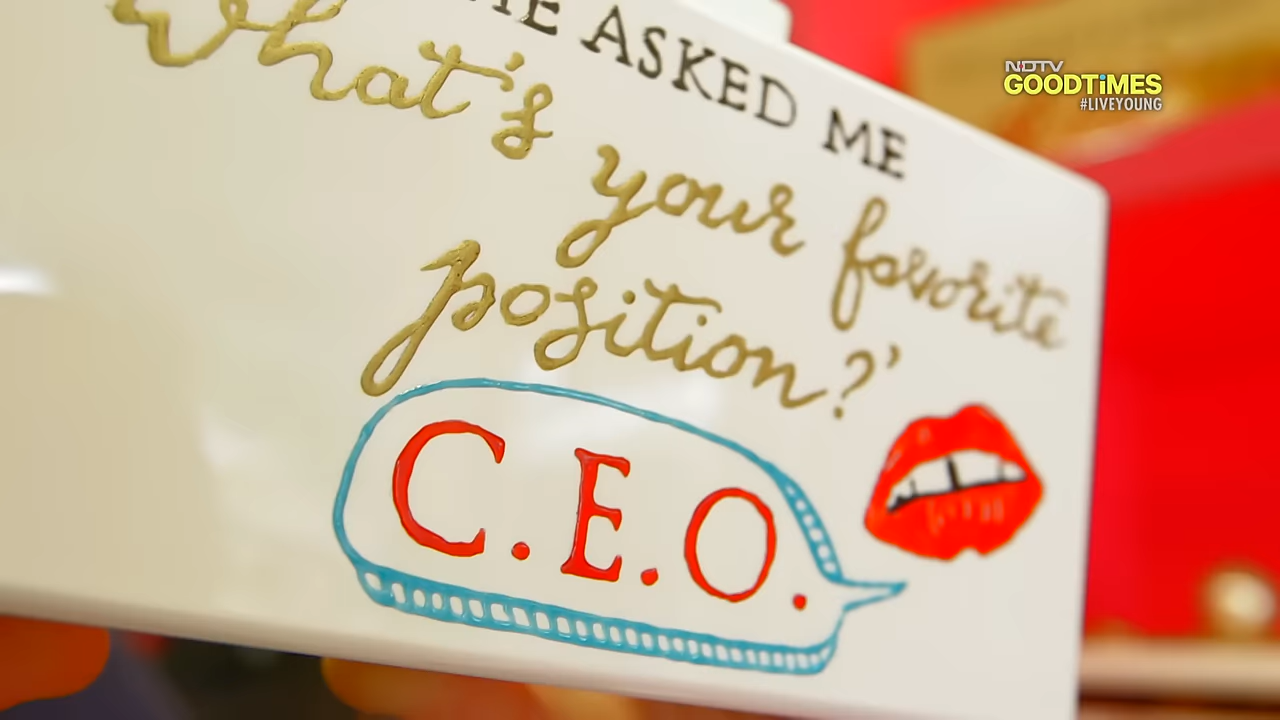 ASKED ME
What's your favorite
position?'
C.E.O.
NDTV
GOODTiMES
#LIVEYOUNG